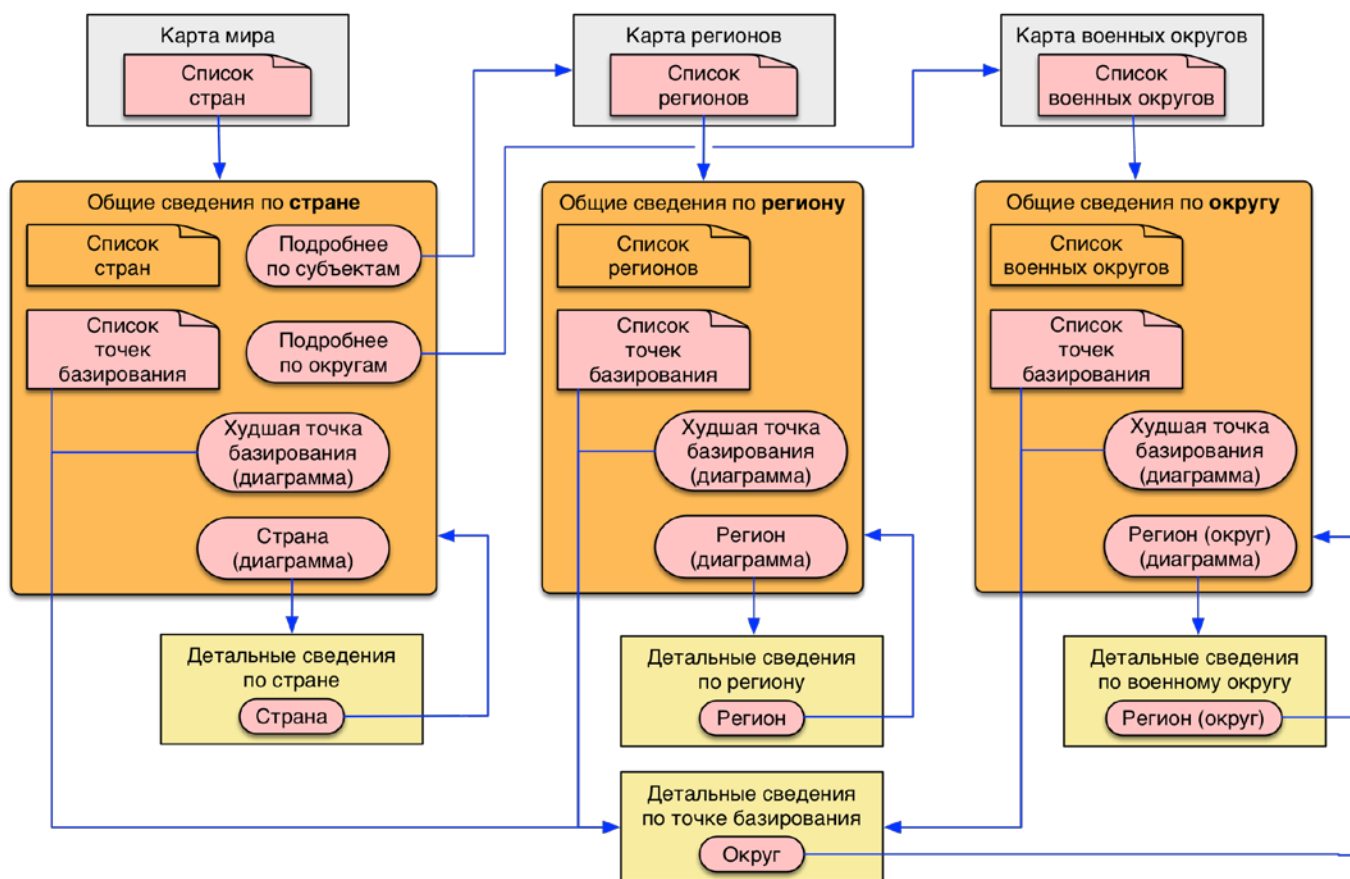 Карта мира
Список
стран
Карта регионов
Список
регионов
Карта военных округов
Список
военных округов
Общие сведения по стране
Список
стран
Подробнее
по субъектам
Список
точек
базирования
Подробнее
по округам
Худшая точка
базирования
(диаграмма)
Страна
(диаграмма)
Общие сведения по региону
Список
регионов
Список
точек
базирования
Худшая точка
базирования
(диаграмма)
Регион
(диаграмма)
Общие сведения по округу
Список
военных округов
Список
точек
базирования
Худшая точка
базирования
(диаграмма)
Регион (округ)
(диаграмма)
Детальные сведения
по стране
Страна
Детальные сведения
по региону
Регион
Детальные сведения
по военному округу
Регион (округ)
Детальные сведения
по точке базирования
Округ